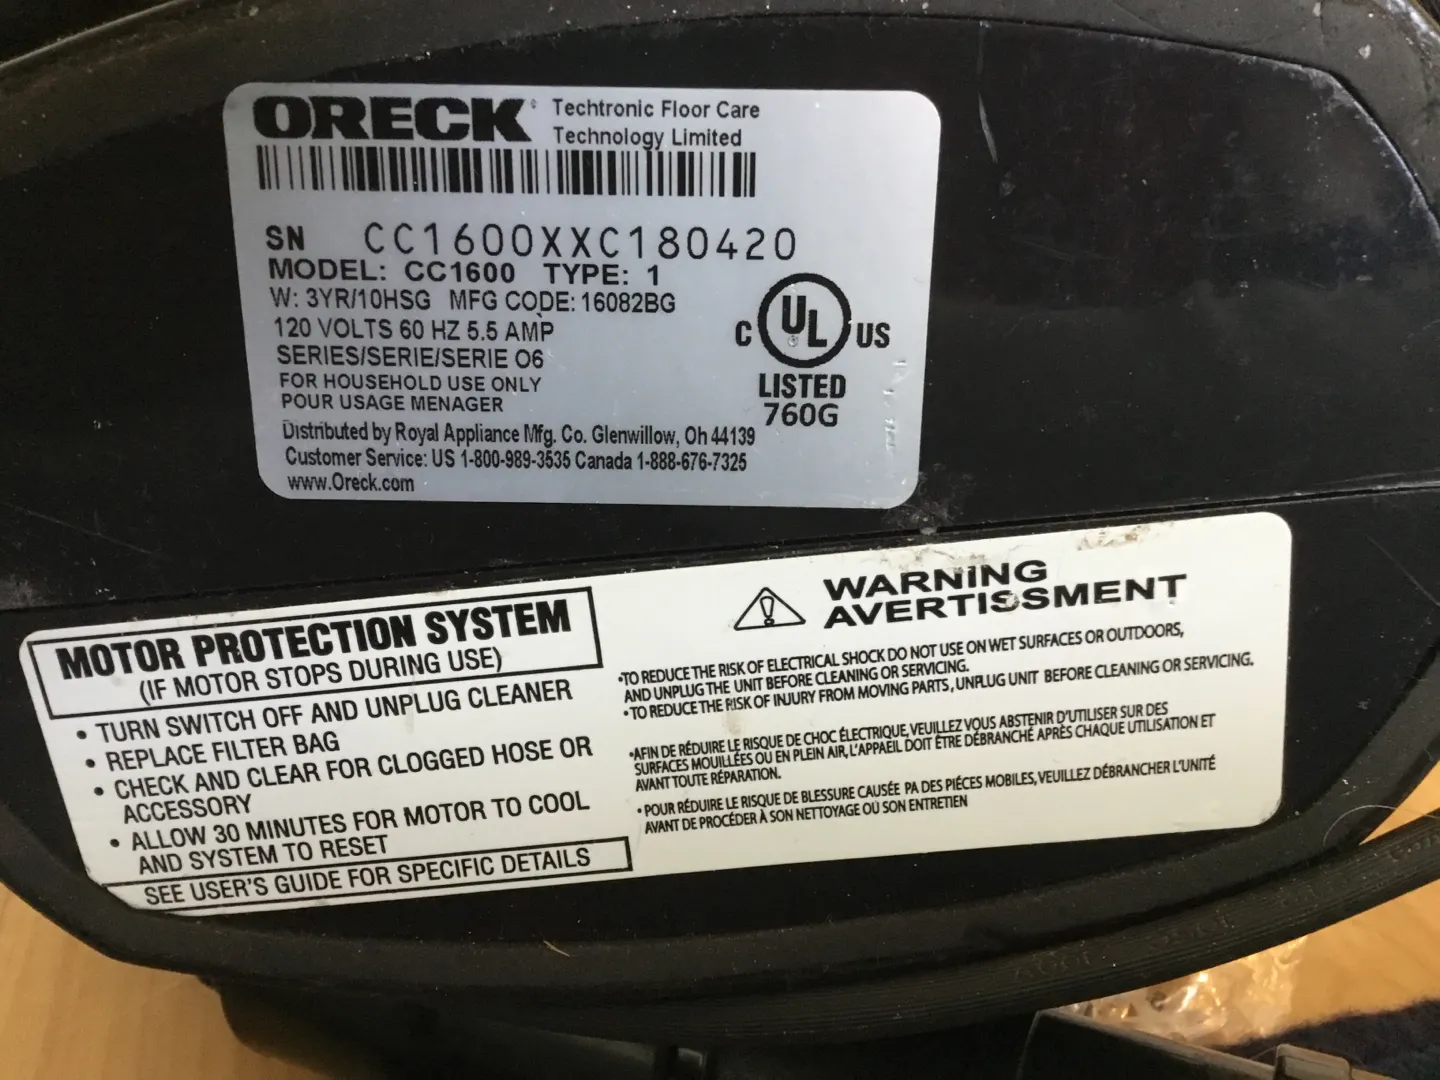 ORECK Techtronic Floor Care
Technology Limited
SN CC1600XXC180420
MODEL: CC1600 TYPE: 1
W: 3YR/10HSG MFG CODE: 16082BG
120 VOLTS 60 HZ 5.5 AMP
SERIES/SERIE/SERIE 06
FOR HOUSEHOLD USE ONLY
POUR USAGE MENAGER
C UL US
LISTED
760G
Distributed by Royal Appliance Mfg. Co. Glenwillow, Oh 44139
Customer Service: US 1-800-989-3535 Canada 1-888-676-7325
www.Oreck.com
MOTOR PROTECTION SYSTEM
(IF MOTOR STOPS DURING USE)
• TURN SWITCH OFF AND UNPLUG CLEANER
• REPLACE FILTER BAG
• CHECK AND CLEAR FOR CLOGGED HOSE OR
ACCESSORY
• ALLOW 30 MINUTES FOR MOTOR TO COOL
AND SYSTEM TO RESET
SEE USER'S GUIDE FOR SPECIFIC DETAILS
WARNING
AVERTISSMENT
•TO REDUCE THE RISK OF ELECTRICAL SHOCK DO NOT USE ON WET SURFACES OR OUTDOORS,
AND UNPLUG THE UNIT BEFORE CLEANING OR SERVICING.
•TO REDUCE THE RISK OF INJURY FROM MOVING PARTS, UNPLUG UNIT BEFORE CLEANING OR SERVICING.
•AFIN DE RÉDUIRE LE RISQUE DE CHOC ÉLECTRIQUE, VEUILLEZ VOUS ABSTENIR D'UTILISER SUR DES
SURFACES MOUILLÉES OU EN PLEIN AIR, L'APPAEIL DOIT ÊTRE DÉBRANCHÉ APRÈS CHAQUE UTILISATION ET
AVANT TOUTE RÉPARATION.
• POUR RÉDUIRE LE RISQUE DE BLESSURE CAUSÉE PA DES PIÉCES MOBILES, VEUILLEZ DÉBRANCHER L'UNITÉ
AVANT DE PROCÉDER À SON NETTOYAGE OÙ SON ENTRETIEN